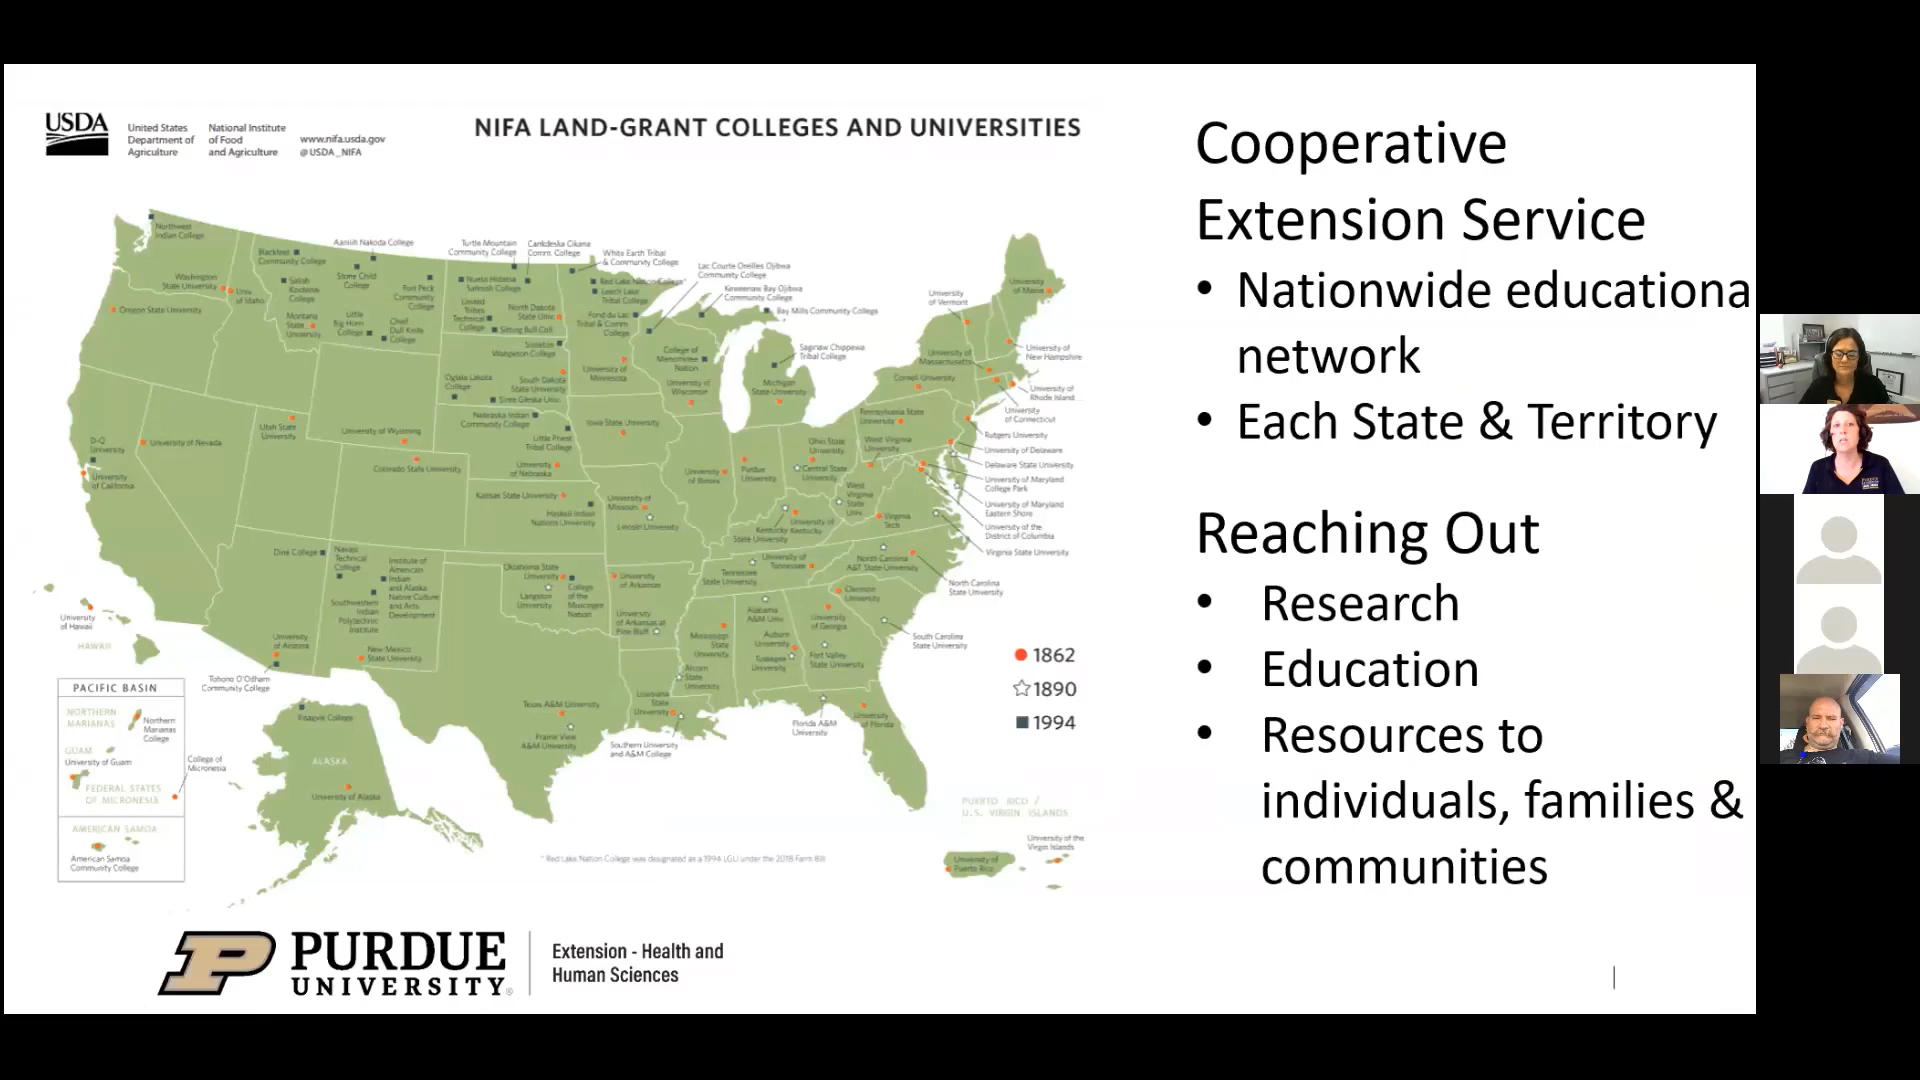 USDA
United States
Department of
Agriculture
National Institute
of Food
and Agriculture
www.nifa.usda.gov
@USDA_NIFA
NIFA LAND-GRANT COLLEGES AND UNIVERSITIES
Northwest
Indian College
Washington
State University
Univ.
of Idaho
Oregon State University
Blackfeet
Community College
Salish
Kootenai
College
Montana
State
University
Aaniiih Nakoda College
Stone Child
College
Little
Big Horn
College
Fort Peck
Community
College
Chief
Dull Knife
College
Turtle Mountain
Community College
Cankdeska Cikana
Comm. College
White Earth Tribal
& Community College
United
Tribes
Technical
College
North Dakota
State Univ.
Sitting Bull Coll.
Sisseton
Wahpeton College
Red Lake Nation College*
Leech Lake
Tribal College
Fond du Lac
Tribal & Comm.
College
Lac Courte Oreilles Ojibwa
Community College
Keweenaw Bay Ojibwa
Community College
Bay Mills Community College
Saginaw Chippewa
Tribal College
College of
Menominee
Nation
University of
Minnesota
University of
Wisconsin
Michigan
State University
Oglala Lakota
College
South Dakota
State University
Sinte Gleska Univ.
Nebraska Indian
Community College
Little Priest
Tribal College
Iowa State University
University
of Nebraska
University
of Vermont
University
of Maine
University of
New Hampshire
University of
Massachusetts
University of
Rhode Island
University
of Connecticut
Cornell University
Pennsylvania State
University
Rutgers University
University of Delaware
Delaware State University
University of Maryland
College Park
University of Maryland
Eastern Shore
University of the
District of Columbia
Virginia State University
D-Q
University
University
of California
University of Nevada
Utah State
University
University of Wyoming
Colorado State University
Kansas State University
Haskell Indian
Nations University
University of
Missouri
Lincoln University
University
of Illinois
Purdue
University
Ohio State
University
Central State
University
West Virginia
University
West
Virginia
State
Univ.
Virginia
Tech
Kentucky
State University
University of
Kentucky
University of
Tennessee
Tennessee
State University
North Carolina
A&T State University
North Carolina
State University
Clemson
University
South Carolina
State University
Diné College
Navajo
Technical
College
Institute of
American
Indian
and Alaska
Native Culture
and Arts
Development
Southwestern
Indian
Polytechnic
Institute
University
of Arizona
Tohono O'Odham
Community College
New Mexico
State University
Oklahoma State
University
Langston
University
College
of the
Muscogee
Nation
University
of Arkansas
University
of Arkansas at
Pine Bluff
Mississippi
State
University
Alcorn
State
University
Alabama
A&M Univ.
Auburn
University
Tuskegee
University
University
of Georgia
Fort Valley
State University
Florida A&M
University
University
of Florida
Texas A&M University
Prairie View
A&M University
Louisiana
State
University
Southern University
and A&M College
University
of Hawaii
HAWAII
PACIFIC BASIN
NORTHERN
MARIANAS
Northern
Marianas
College
GUAM
University of Guam
FEDERAL STATES
OF MICRONESIA
College of
Micronesia
AMERICAN SAMOA
American Samoa
Community College
Ilisagvik College
ALASKA
University of Alaska
PUERTO RICO /
U.S. VIRGIN ISLANDS
University of the
Virgin Islands
University of
Puerto Rico
1862
1890
1994
* Red Lake Nation College was designated as a 1994 LGU under the 2018 Farm Bill
Cooperative
Extension Service
• Nationwide educationa
network
• Each State & Territory
Reaching Out
• Research
• Education
• Resources to
individuals, families &
communities
PURDUE
UNIVERSITY®
Extension - Health and
Human Sciences